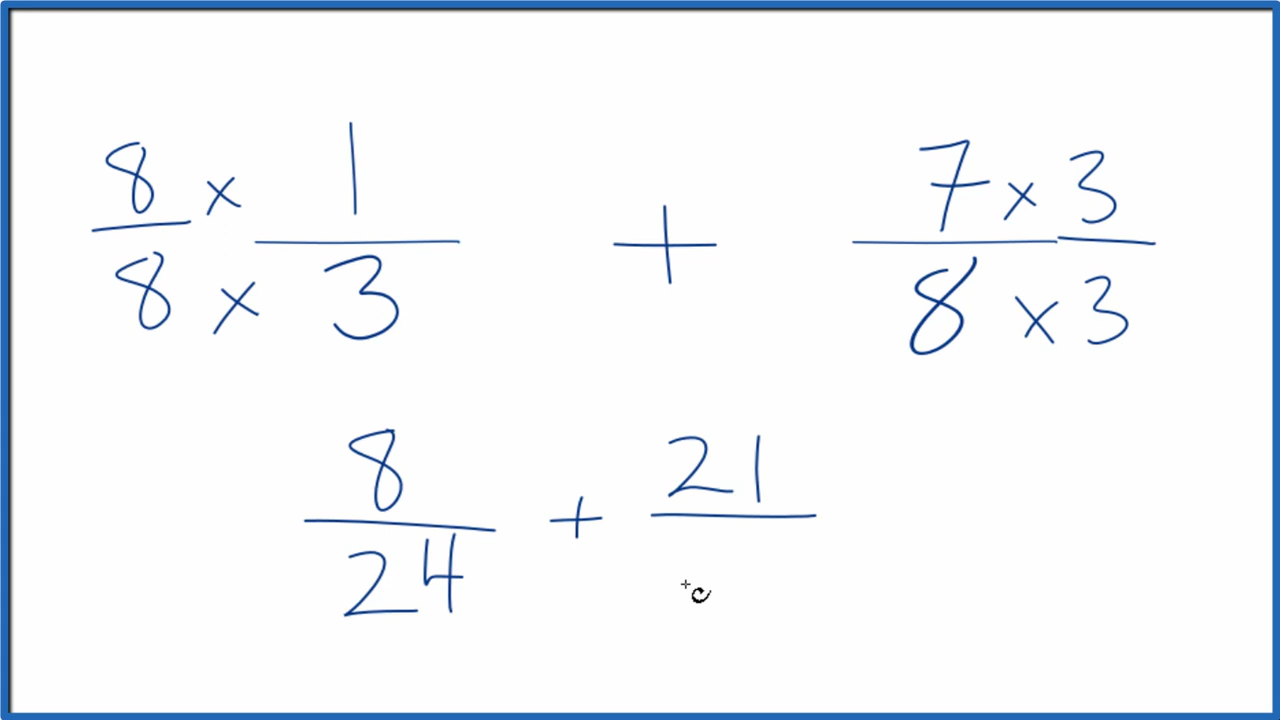 8 × 1 + 7 × 3
8 × 3 8 × 3
8 + 21
24